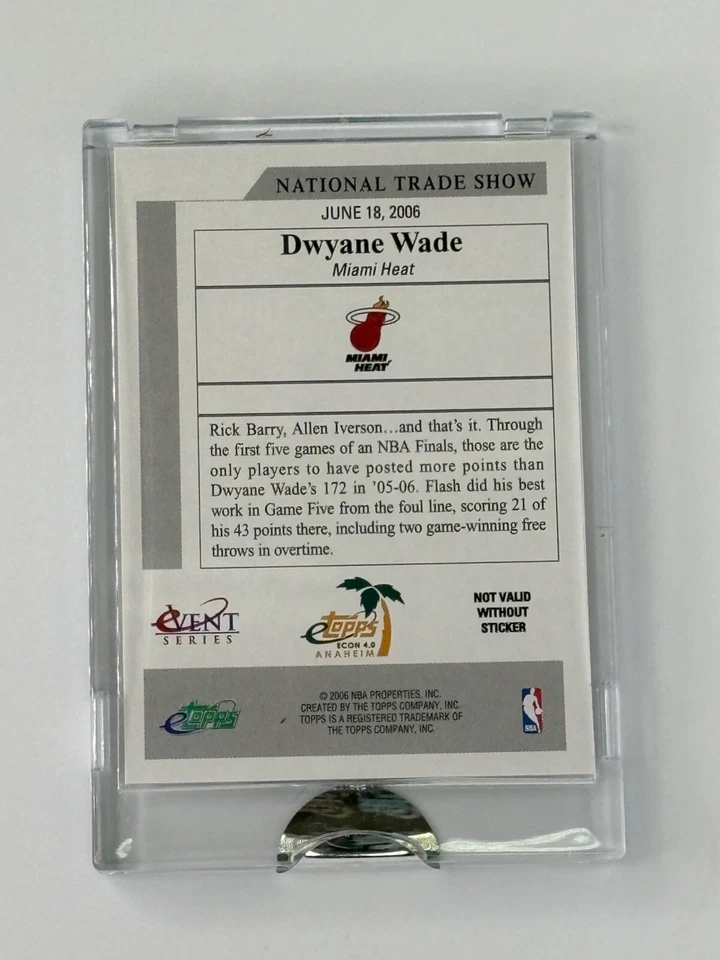 NATIONAL TRADE SHOW
JUNE 18, 2006
Dwyane Wade
Miami Heat
MIAMI
HEAT
Rick Barry, Allen Iverson...and that's it. Through
the first five games of an NBA Finals, those are the
only players to have posted more points than
Dwyane Wade's 172 in '05-06. Flash did his best
work in Game Five from the foul line, scoring 21 of
his 43 points there, including two game-winning free
throws in overtime.
eVENT
SERIES
etopps
ECON 4.0
ANAHEIM
NOT VALID
WITHOUT
STICKER
etopps
© 2006 NBA PROPERTIES, INC.
CREATED BY THE TOPPS COMPANY, INC.
TOPPS IS A REGISTERED TRADEMARK OF
THE TOPPS COMPANY, INC.
NBA